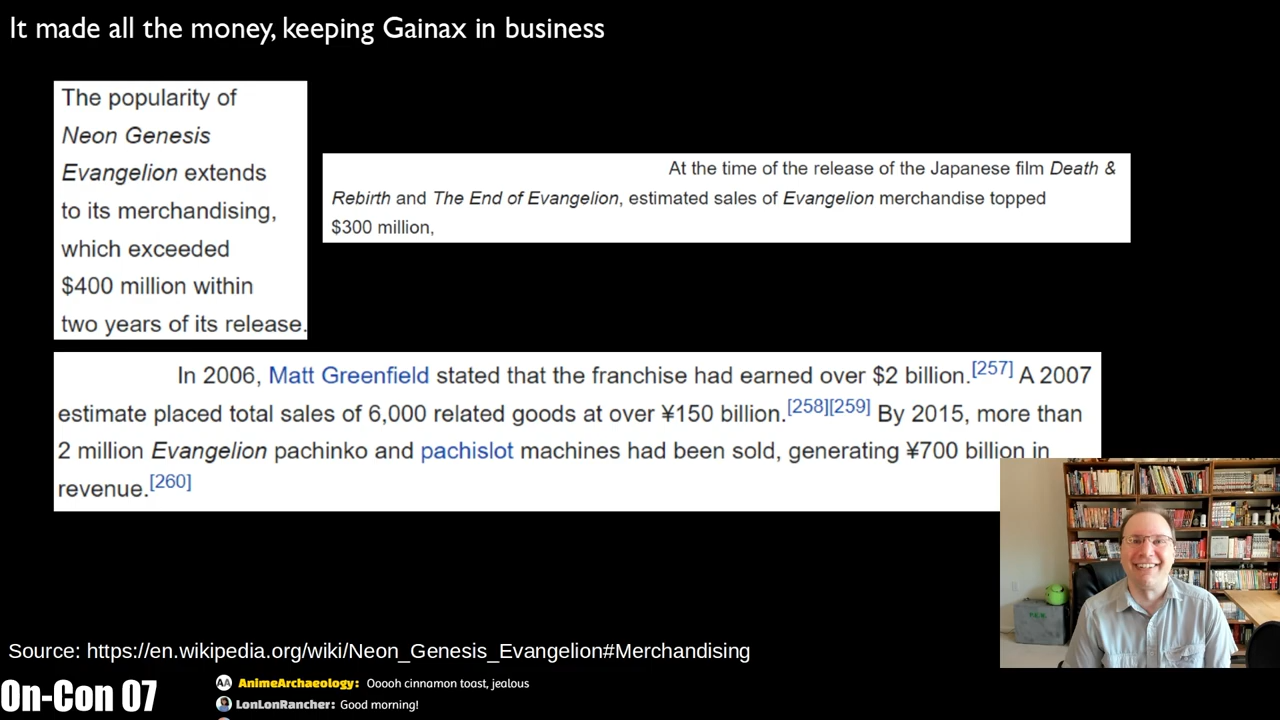 It made all the money, keeping Gainax in business
The popularity of
Neon Genesis
Evangelion extends
to its merchandising,
which exceeded
$400 million within
two years of its release.
At the time of the release of the Japanese film Death &
Rebirth and The End of Evangelion, estimated sales of Evangelion merchandise topped
$300 million,
In 2006, Matt Greenfield stated that the franchise had earned over $2 billion.[257] A 2007
estimate placed total sales of 6,000 related goods at over ¥150 billion.[258][259] By 2015, more than
2 million Evangelion pachinko and pachislot machines had been sold, generating ¥700 billion in
revenue.[260]
Source: https://en.wikipedia.org/wiki/Neon_Genesis_Evangelion#Merchandising
On-Con 07
AA AnimeArchaeology: Ooooh cinnamon toast, jealous
LonLonRancher: Good morning!